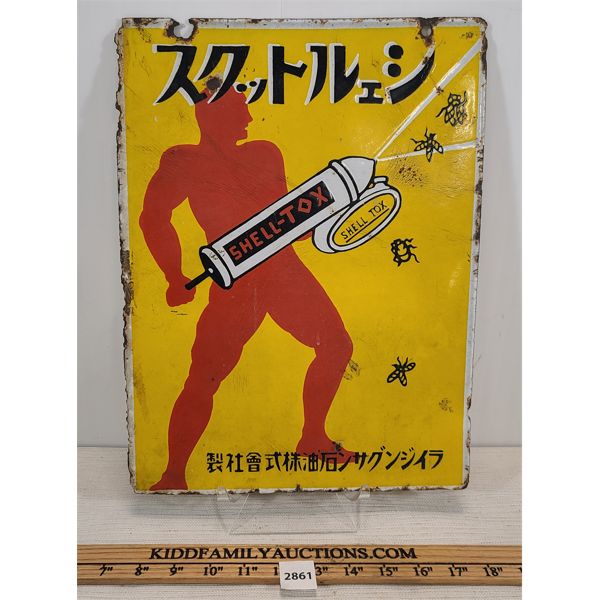 シェルトックス
SHELL-TOX
SHELL TOX
ライジングサン石油株式會社製
KIDDFAMILYAUCTIONS.COM
7" 8" 9" 10" 11" 14" 15" 16" 17" 18"
2861